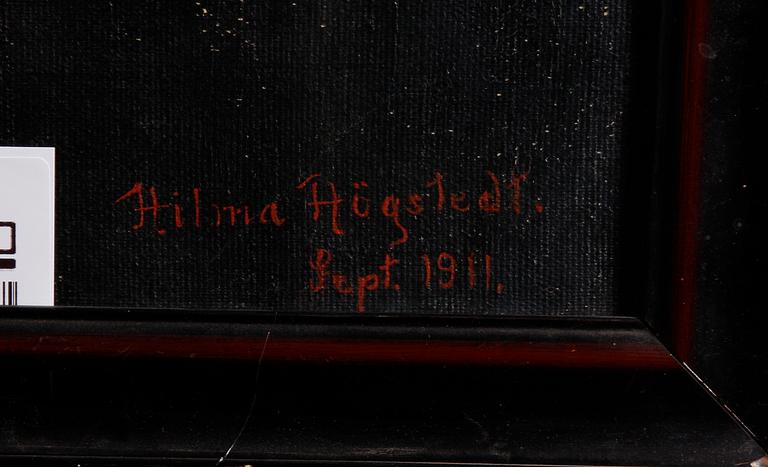 Hilma Högstedt.
Sept. 1911.